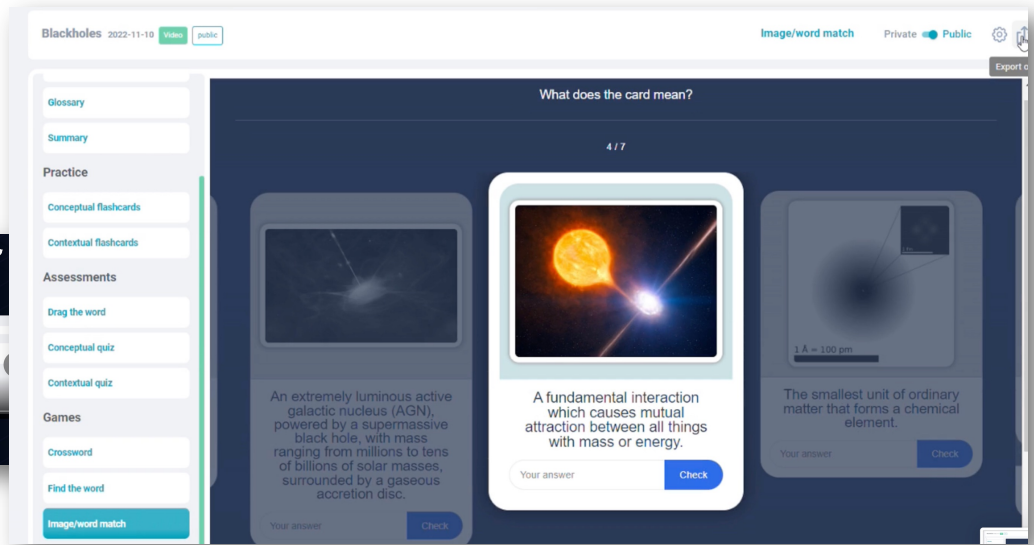 Blackholes 2022-11-10 Video public
Image/word match
Private Public
Export
Glossary
Summary
Practice
Conceptual flashcards
Contextual flashcards
Assessments
Drag the word
Conceptual quiz
Contextual quiz
Games
Crossword
Find the word
Image/word match
What does the card mean?
4 / 7
An extremely luminous active
galactic nucleus (AGN),
powered by a supermassive
black hole, with mass
ranging from millions to tens
of billions of solar masses,
surrounded by a gaseous
accretion disc.
Your answer Check
A fundamental interaction
which causes mutual
attraction between all things
with mass or energy.
Your answer Check
1 Å = 100 pm
The smallest unit of ordinary
matter that forms a chemical
element.
Your answer Check